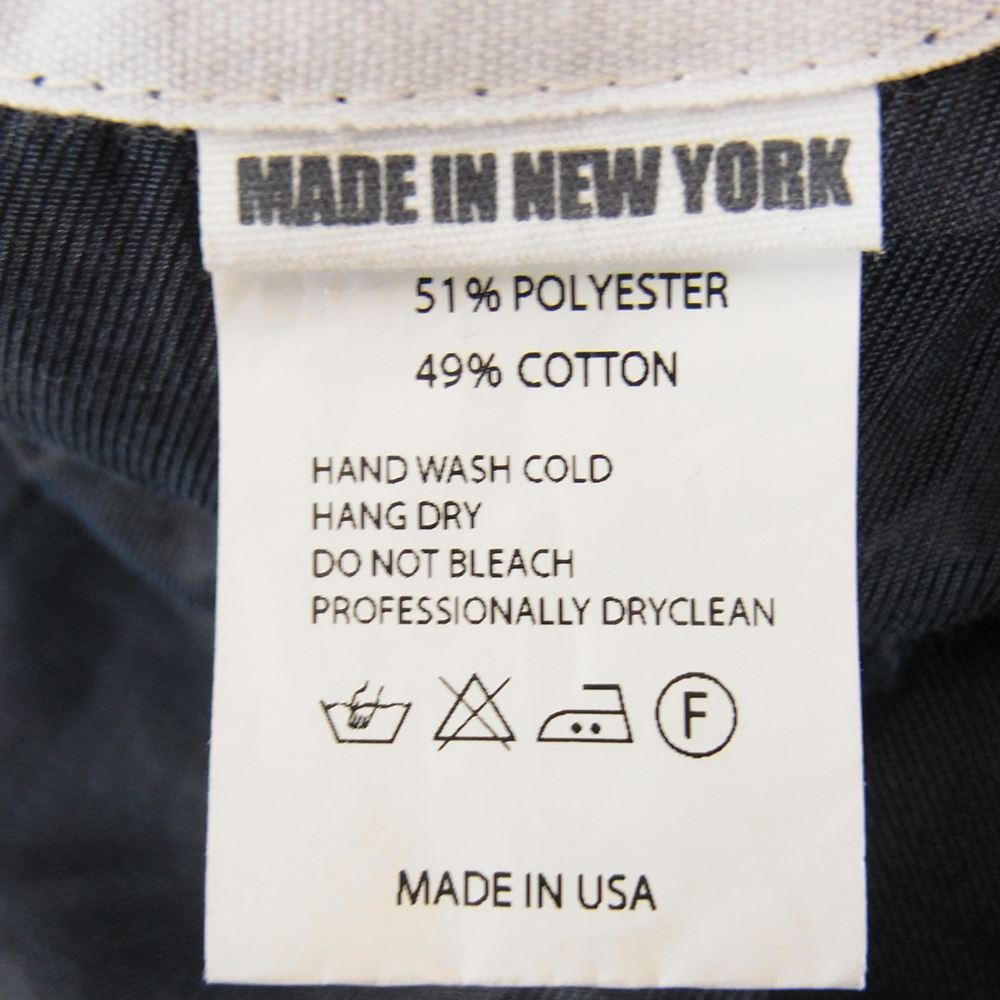 MADE IN NEW YORK
51% POLYESTER
49% COTTON
HAND WASH COLD
HANG DRY
DO NOT BLEACH
PROFESSIONALLY DRYCLEAN
F
MADE IN USA